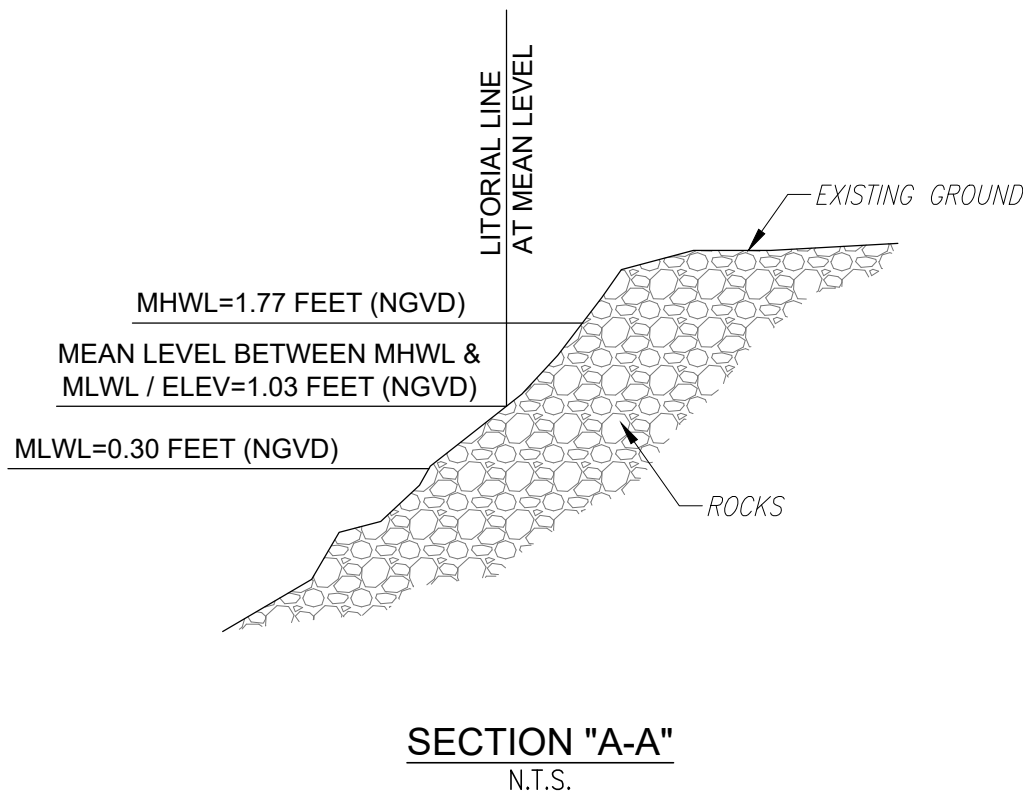 LITORIAL LINE
AT MEAN LEVEL
EXISTING GROUND
MHWL=1.77 FEET (NGVD)
MEAN LEVEL BETWEEN MHWL &
MLWL / ELEV=1.03 FEET (NGVD)
MLWL=0.30 FEET (NGVD)
ROCKS
SECTION "A-A"
N.T.S.